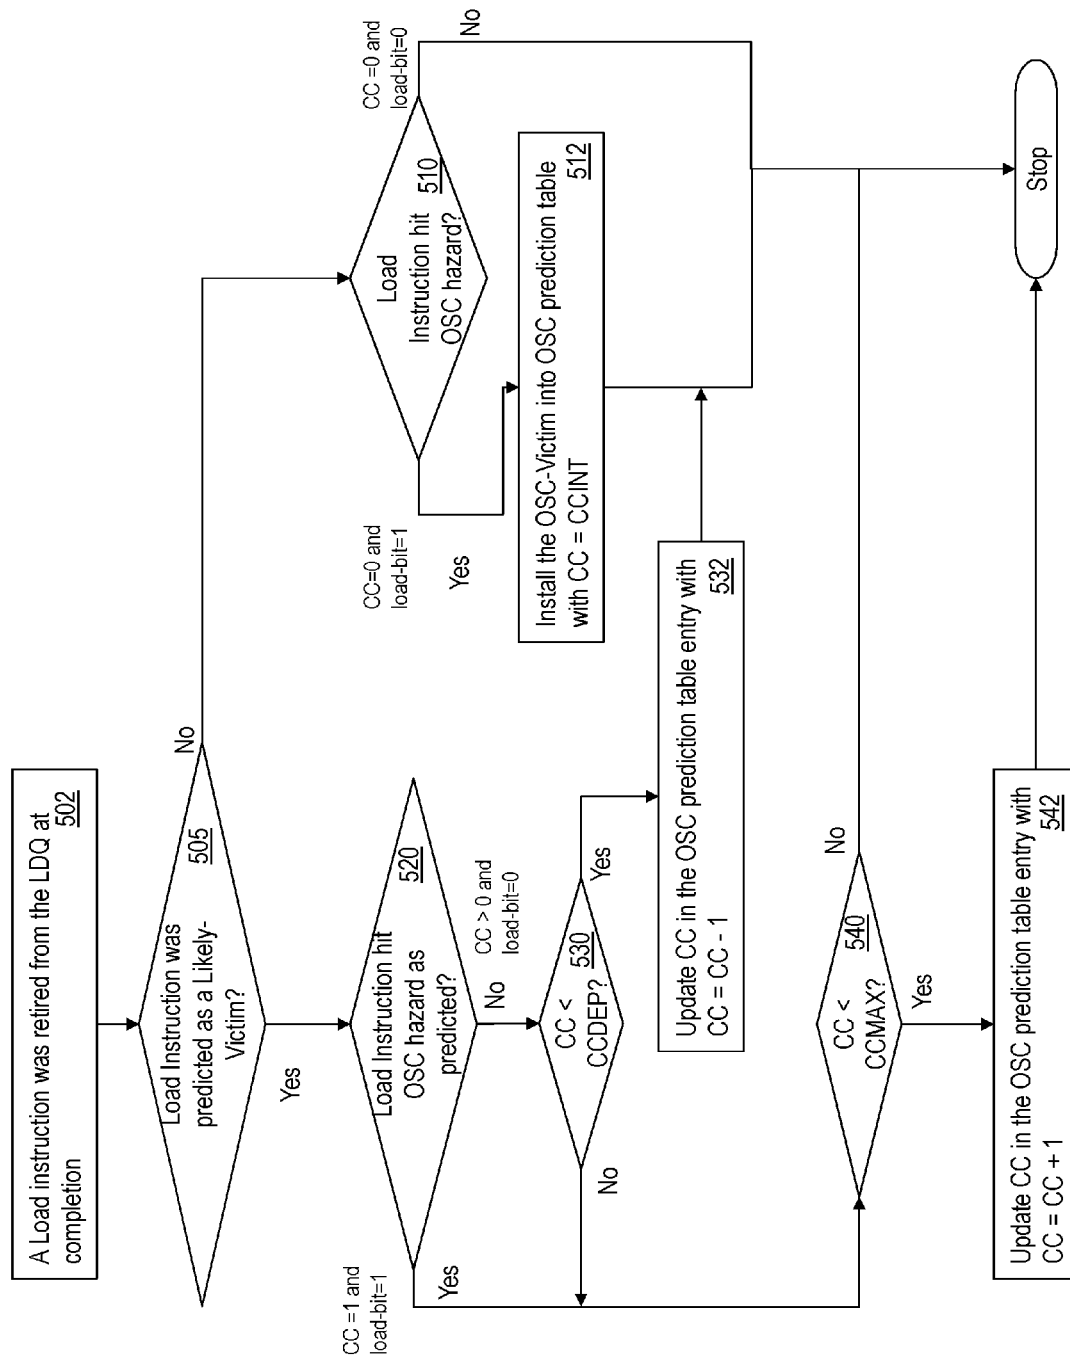 A Load instruction was retired from the LDQ at
completion
502
Load Instruction was
predicted as a Likely-
Victim?
505
No
Yes
Load
Instruction hit
OSC hazard?
510
CC =0 and
load-bit=0
No
CC=0 and
load-bit=1
Yes
Install the OSC-Victim into OSC prediction table
with CC = CCINT
512
Load Instruction hit
OSC hazard as
predicted?
520
CC =1 and
load-bit=1
Yes
CC > 0 and
load-bit=0
No
CC <
CCDEP?
530
Yes
No
Update CC in the OSC prediction table entry with
CC = CC - 1
532
CC <
CCMAX?
540
No
Yes
Update CC in the OSC prediction table entry with
CC = CC + 1
542
Stop